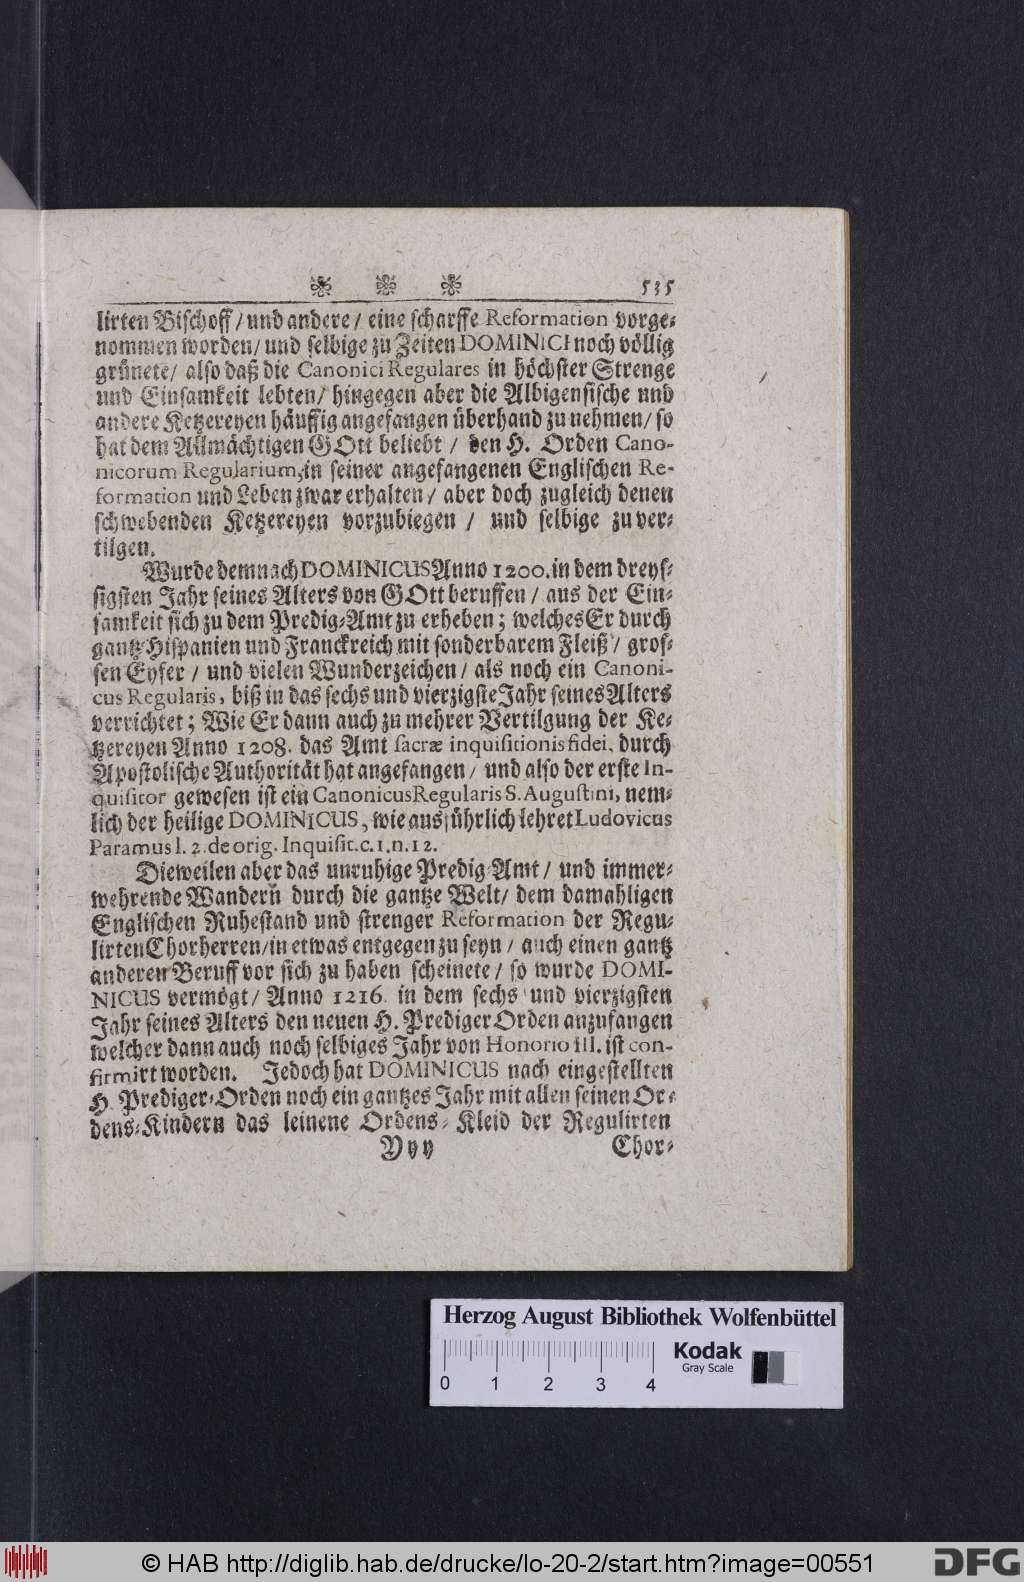 535
lirten Bischoff / und andere / eine scharffe Reformation vorge-
nommen worden / und selbige zu Zeiten DOMINICI noch völlig
grünete / also daß die Canonici Regulares in höchster Strenge
und Einsamkeit lebten / hingegen aber die Albigensische und
andere Ketzereyen häuffig angefangen überhand zu nehmen / so
hat dem Allmächtigen GOtt beliebt / den H. Orden Cano-
nicorum Regularium, in seiner angefangenen Englischen Re-
formation und Leben zwar erhalten / aber doch zugleich denen
schwebenden Ketzereyen vorzubiegen / und selbige zu ver-
tilgen.
Wurde demnach DOMINICUS Anno 1200. in dem dreys-
sigsten Jahr seines Alters von GOtt beruffen / aus der Ein-
samkeit sich zu dem Predig-Amt zu erheben; welches Er durch
gantz Hispanien und Franckreich mit sonderbarem Fleiß / gros-
sen Eyfer / und vielen Wunderzeichen / als noch ein Canoni-
cus Regularis, biß in das sechs und vierzigste Jahr seines Alters
verrichtet; Wie Er dann auch zu mehrer Vertilgung der Ke-
tzereyen Anno 1208. das Amt sacræ inquisitionis fidei, durch
Apostolische Authorität hat angefangen / und also der erste In-
quisitor gewesen ist ein Canonicus Regularis S. Augustini, nem-
lich der heilige DOMINICUS, wie ausführlich lehret Ludovicus
Paramus l. 2. de orig. Inquisit. c. 1. n. 12.
Dieweilen aber das unruhige Predig-Amt / und immer-
wehrende Wandern durch die gantze Welt / dem damahligen
Englischen Ruhestand und strenger Reformation der Regu-
lirten Chorherren / in etwas entgegen zu seyn / auch einen gantz
anderen Beruff vor sich zu haben scheinete / so wurde DOMI-
NICUS vermögt / Anno 1216. in dem sechs und vierzigsten
Jahr seines Alters den neuen H. Prediger Orden anzufangen
welcher dann auch noch selbiges Jahr von Honorio III. ist con-
firmirt worden. Jedoch hat DOMINICUS nach eingestellten
H. Prediger-Orden noch ein gantzes Jahr mit allen seinen Or-
dens-Kindern das leinene Ordens-Kleid der Regulirten
Yyy Chor-
Herzog August Bibliothek Wolfenbüttel
Kodak
Gray Scale
0 1 2 3 4
© HAB http://diglib.hab.de/drucke/lo-20-2/start.htm?image=00551
DFG